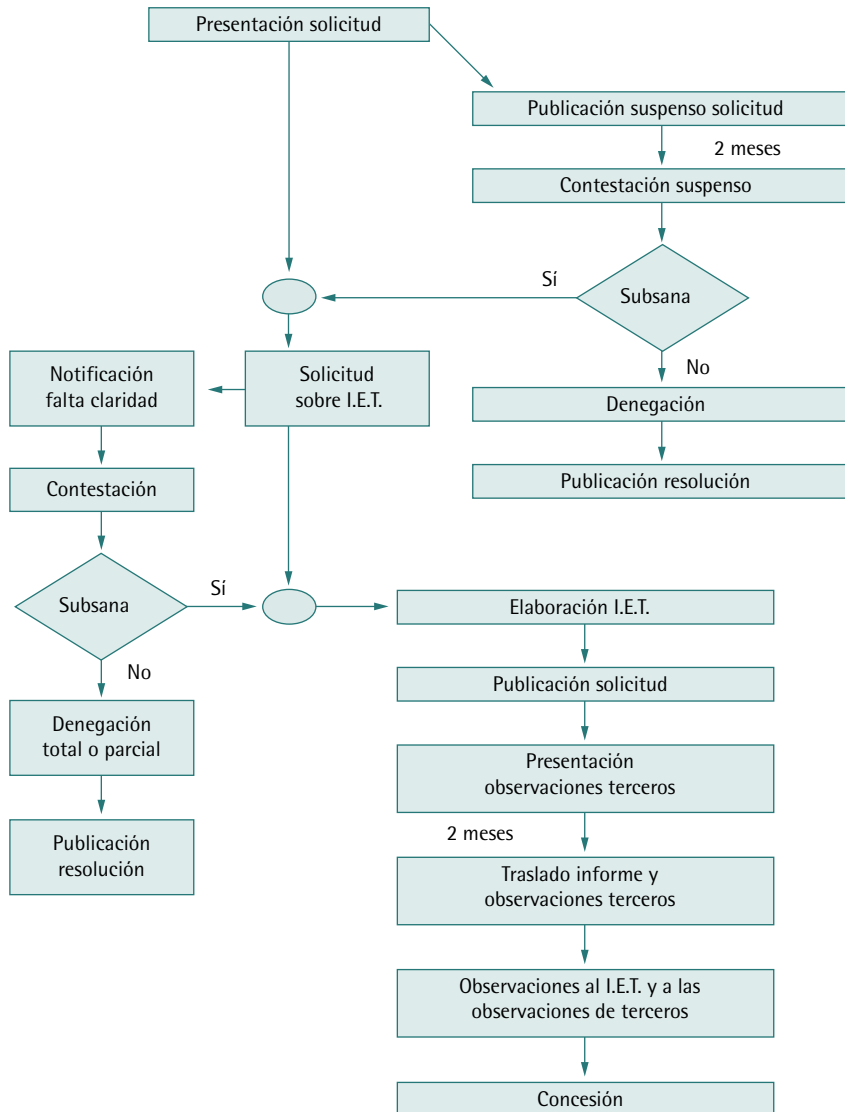 Presentación solicitud
Publicación suspenso solicitud
2 meses
Contestación suspenso
Sí
Subsana
No
Denegación
Publicación resolución
Notificación
falta claridad
Solicitud
sobre I.E.T.
Contestación
Subsana
Sí
No
Denegación
total o parcial
Publicación
resolución
Elaboración I.E.T.
Publicación solicitud
Presentación
observaciones terceros
2 meses
Traslado informe y
observaciones terceros
Observaciones al I.E.T. y a las
observaciones de terceros
Concesión